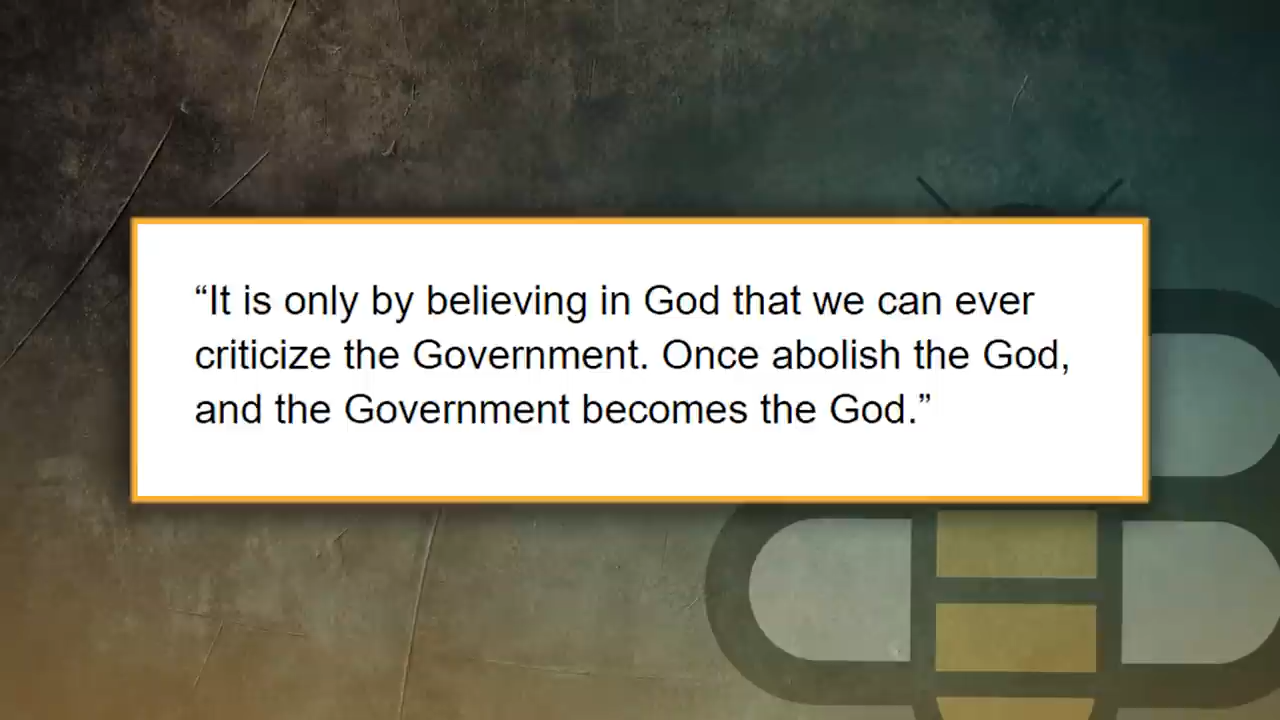 “It is only by believing in God that we can ever
criticize the Government. Once abolish the God,
and the Government becomes the God.”